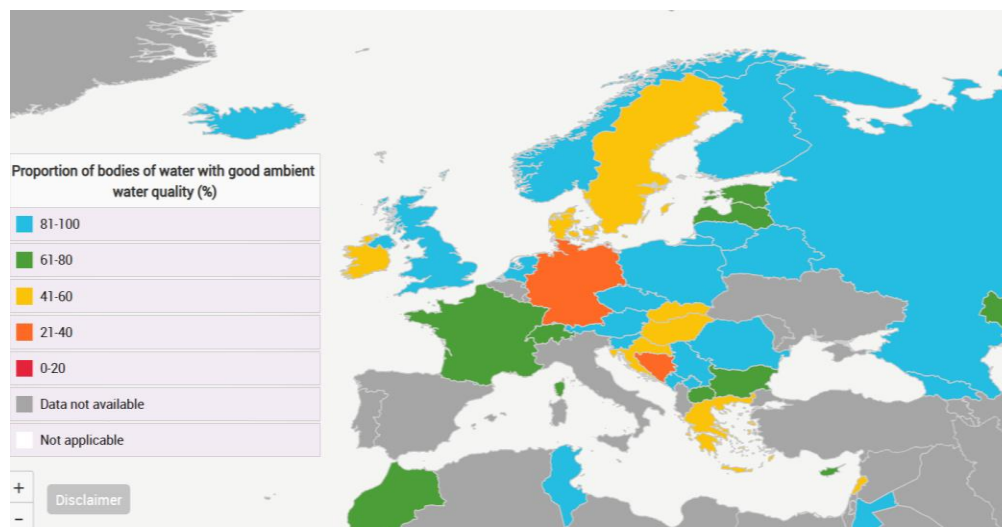 Proportion of bodies of water with good ambient
water quality (%)
81-100
61-80
41-60
21-40
0-20
Data not available
Not applicable
+
Disclaimer
−